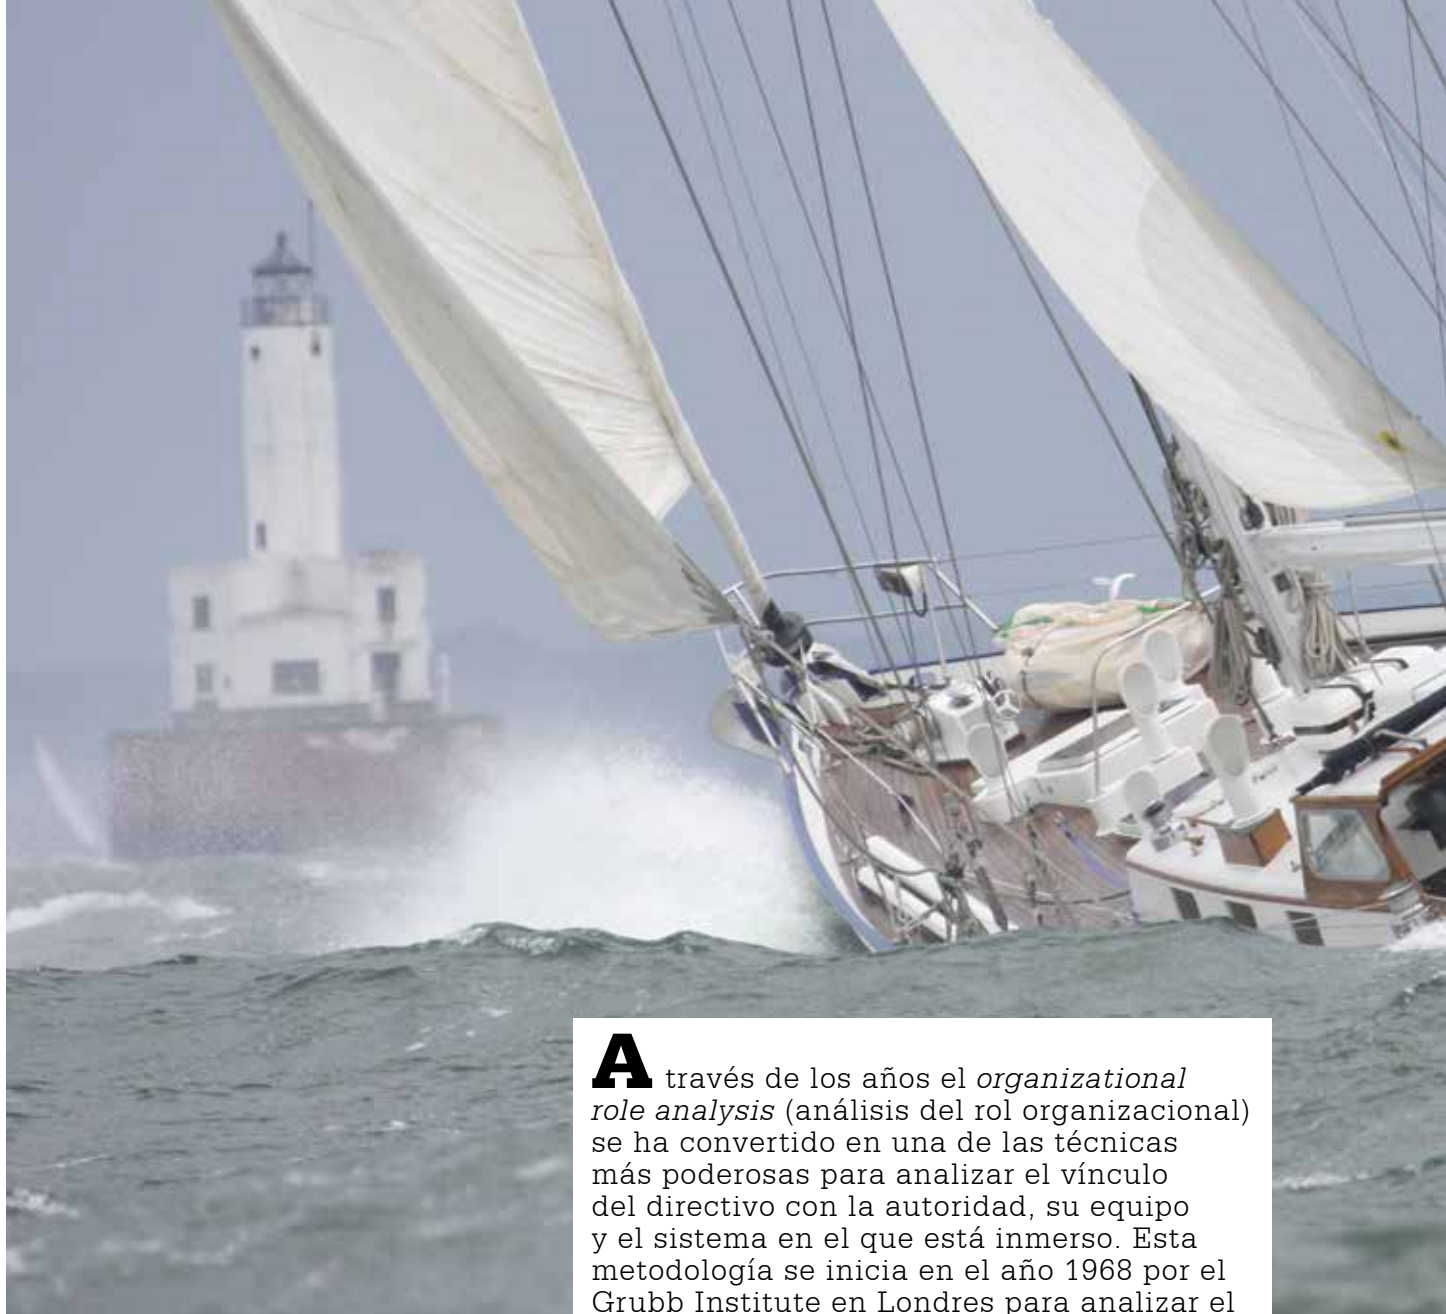 A través de los años el organizational
role analysis (análisis del rol organizacional)
se ha convertido en una de las técnicas
más poderosas para analizar el vínculo
del directivo con la autoridad, su equipo
y el sistema en el que está inmerso. Esta
metodología se inicia en el año 1968 por el
Grubb Institute en Londres para analizar el